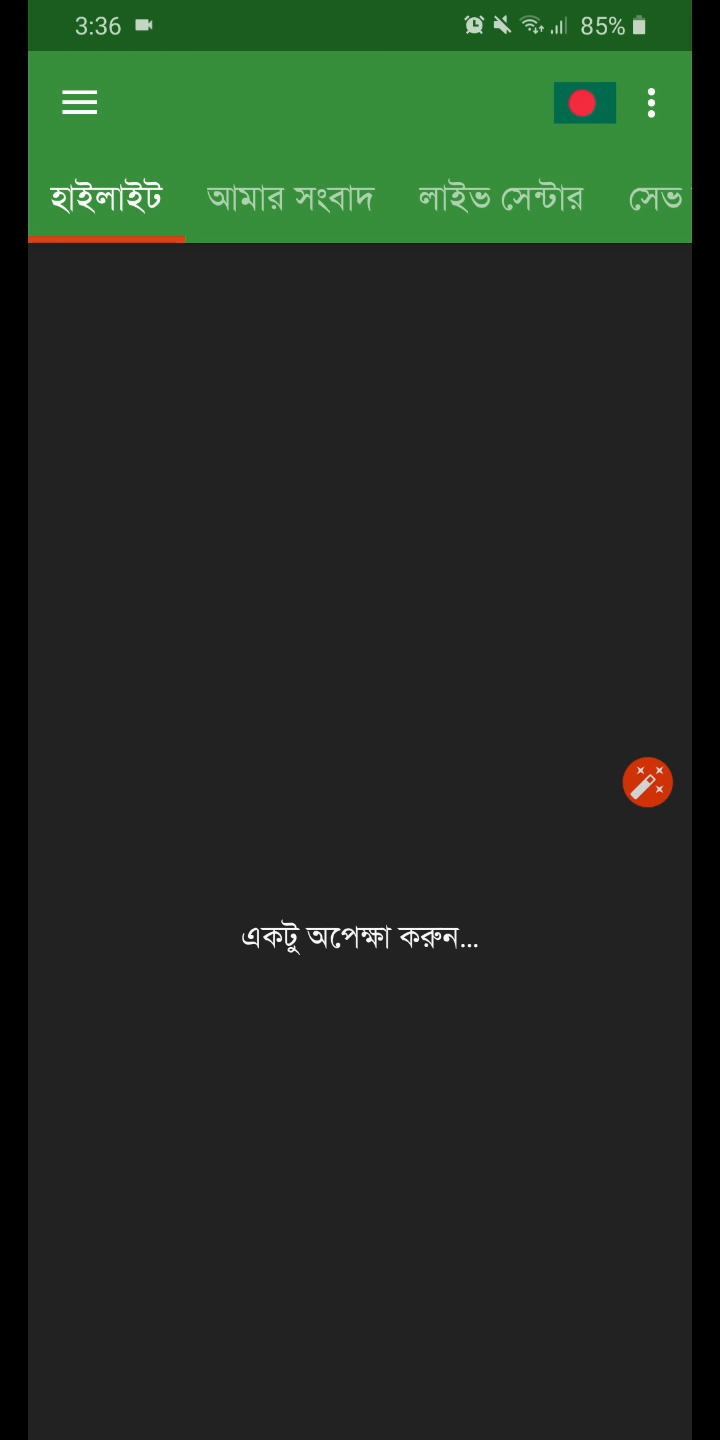 3:36 85%
হাইলাইট আমার সংবাদ লাইভ সেন্টার সেভ
একটু অপেক্ষা করুন...